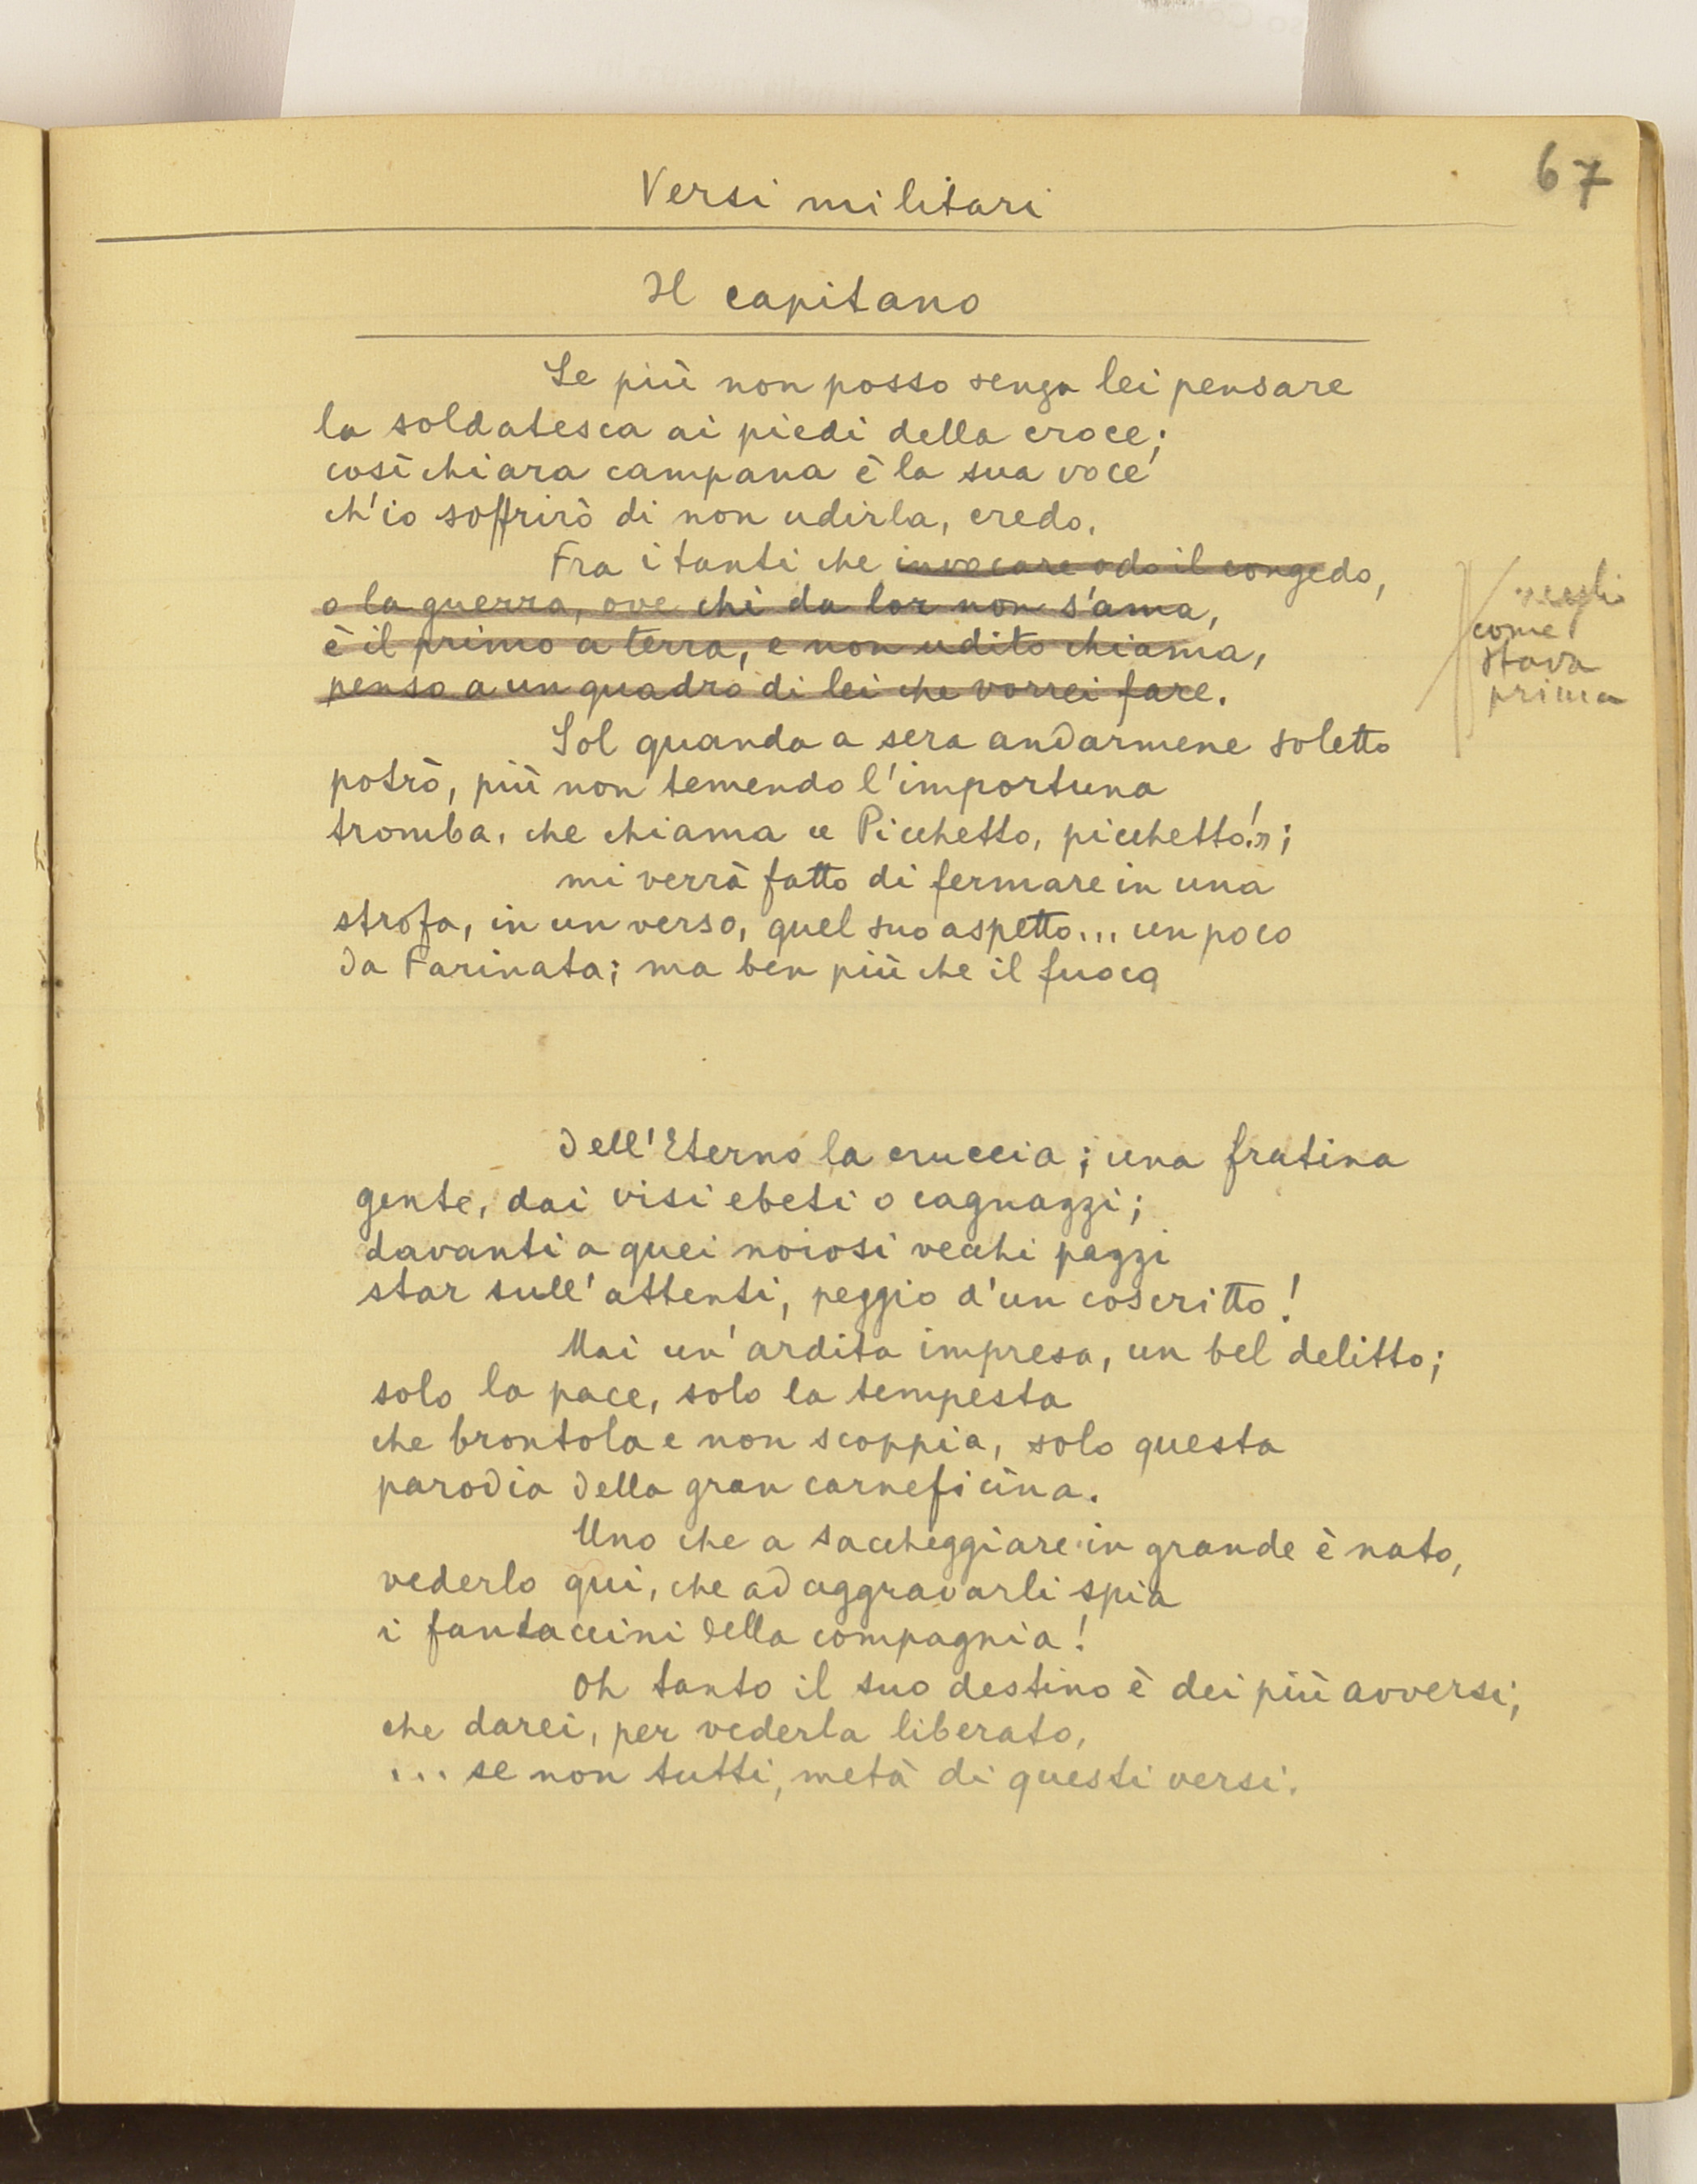 67
Versi militari
Il capitano
Se più non posso senza lei pensare
la soldatesca ai piedi della croce;
così chiara campana è la sua voce
ch'io soffrirò di non udirla, credo.
Fra i tanti che invocare odo il congedo,
o la guerra, ove chi da lor non s'ama,
è il primo a terra, e non udito chiama,
penso a un quadro di lei che vorrei fare.
meglio
come
stava
prima
Sol quando a sera andarmene soletto
potrò, più non temendo l'importuna
tromba, che chiama « Picchetto, picchetto!»;
mi verrà fatto di fermare in una
strofa, in un verso, quel suo aspetto... un poco
da Farinata; ma ben più che il fuoco
dell'Eterno la cruccia; una fratina
gente, dai visi ebeti o cagnazzi;
davanti a quei noiosi vecchi pazzi
star sull'attenti, peggio d'un coscritto!
Mai un'ardita impresa, un bel delitto;
solo la pace, solo la tempesta
che brontola e non scoppia, solo questa
parodia della gran carneficina.
Uno che a saccheggiare in grande è nato,
vederlo qui, che ad aggravarli spia
i fantaccini della compagnia!
Oh tanto il suo destino è dei più avversi,
che darei, per vederla liberato,
... se non tutti, metà di questi versi.